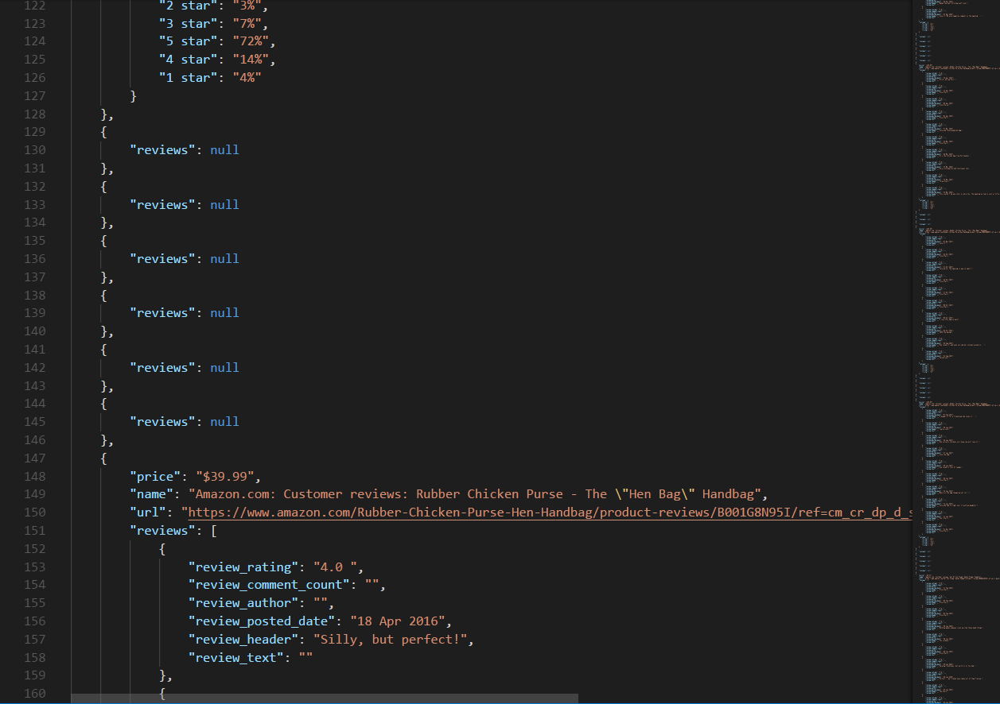 122 "2 star": "3%",
123 "3 star": "7%",
124 "5 star": "72%",
125 "4 star": "14%",
126 "1 star": "4%"
127 }
128 },
129 {
130 "reviews": null
131 },
132 {
133 "reviews": null
134 },
135 {
136 "reviews": null
137 },
138 {
139 "reviews": null
140 },
141 {
142 "reviews": null
143 },
144 {
145 "reviews": null
146 },
147 {
148 "price": "$39.99",
149 "name": "Amazon.com: Customer reviews: Rubber Chicken Purse - The \"Hen Bag\" Handbag",
150 "url": "https://www.amazon.com/Rubber-Chicken-Purse-Hen-Handbag/product-reviews/B001G8N95I/ref=cm_cr_dp_d_s
151 "reviews": [
152 {
153 "review_rating": "4.0 ",
154 "review_comment_count": "",
155 "review_author": "",
156 "review_posted_date": "18 Apr 2016",
157 "review_header": "Silly, but perfect!",
158 "review_text": ""
159 },
160 {